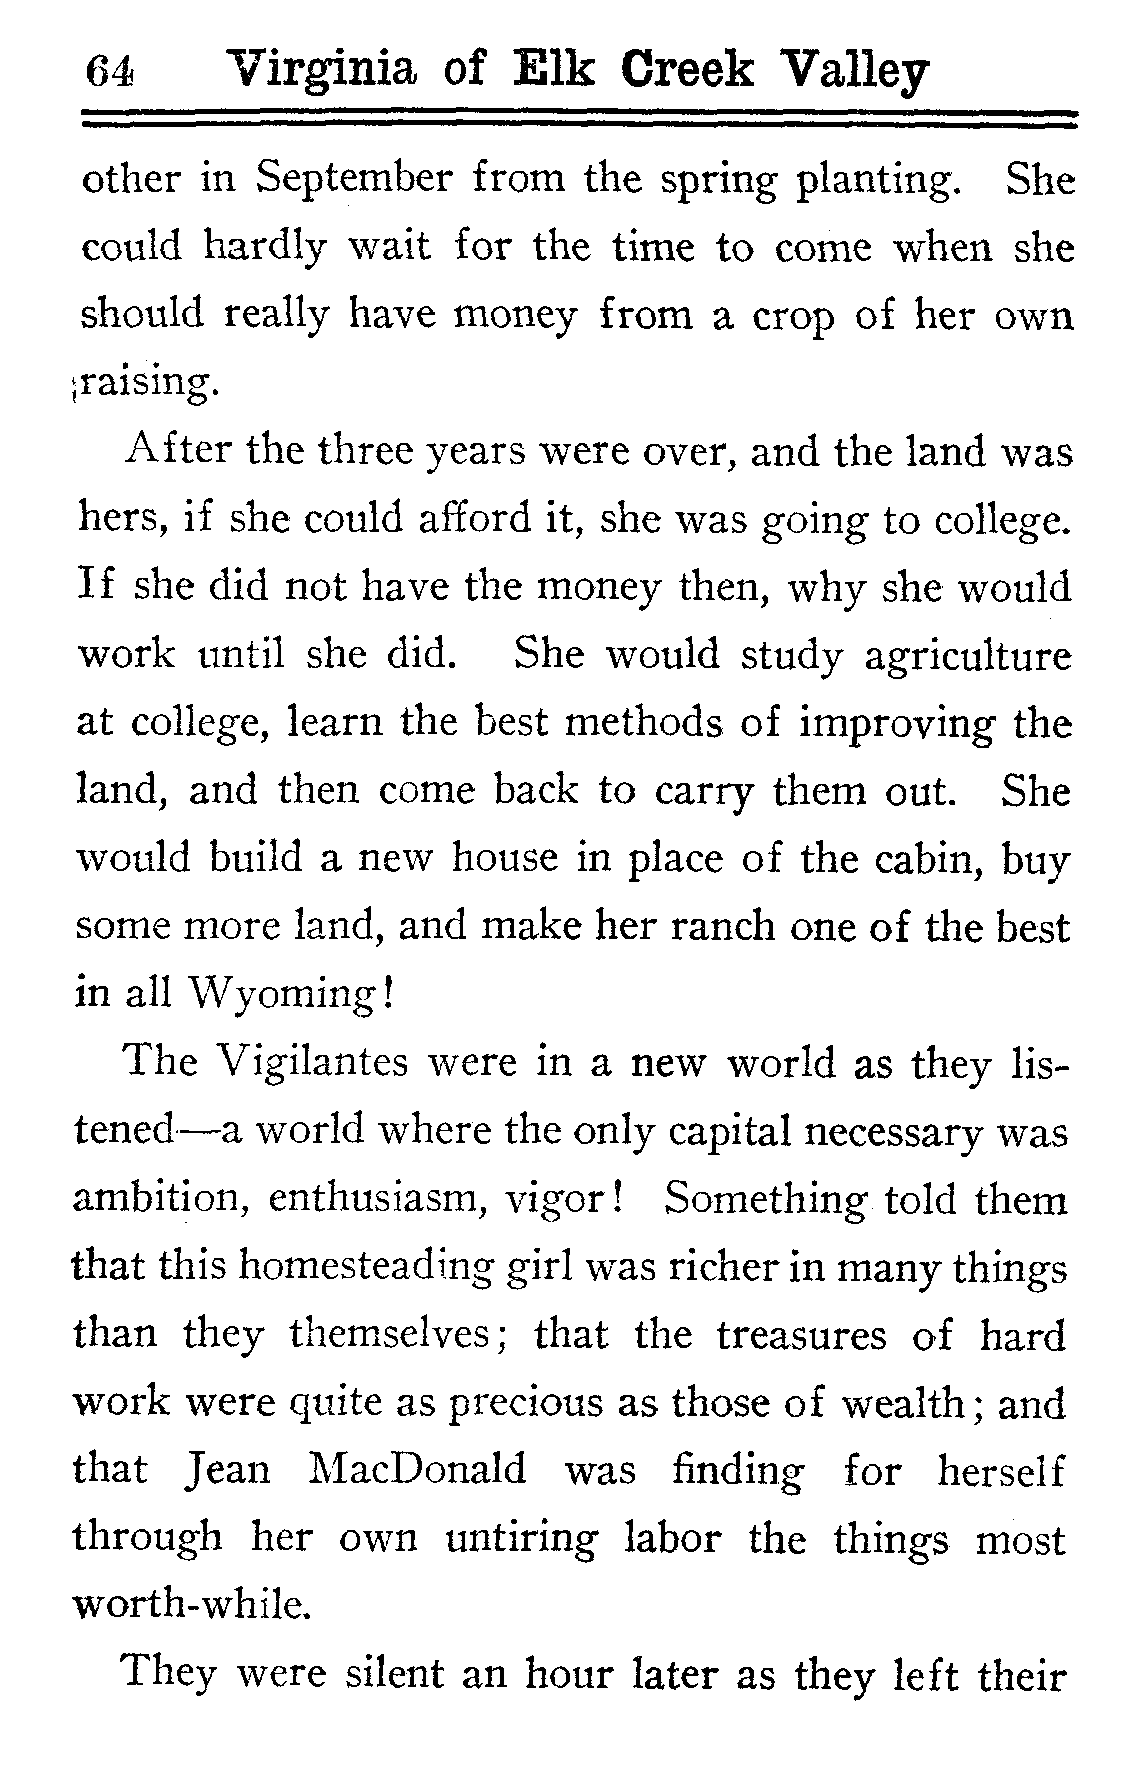 64 Virginia of Elk Creek Valley
other in September from the spring planting. She
could hardly wait for the time to come when she
should really have money from a crop of her own
raising.
After the three years were over, and the land was
hers, if she could afford it, she was going to college.
If she did not have the money then, why she would
work until she did. She would study agriculture
at college, learn the best methods of improving the
land, and then come back to carry them out. She
would build a new house in place of the cabin, buy
some more land, and make her ranch one of the best
in all Wyoming!
The Vigilantes were in a new world as they lis-
tened—a world where the only capital necessary was
ambition, enthusiasm, vigor! Something told them
that this homesteading girl was richer in many things
than they themselves; that the treasures of hard
work were quite as precious as those of wealth; and
that Jean MacDonald was finding for herself
through her own untiring labor the things most
worth-while.
They were silent an hour later as they left their